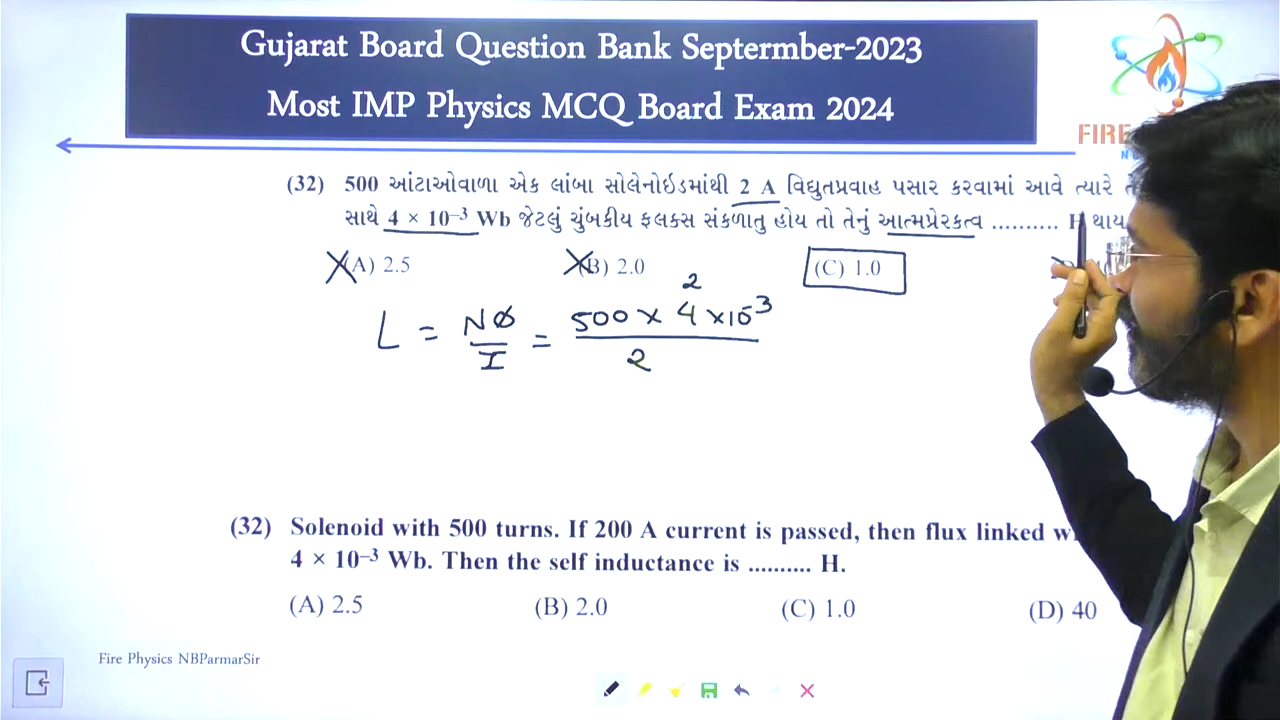 Gujarat Board Question Bank Septermber-2023
Most IMP Physics MCQ Board Exam 2024
FIRE
(32) 500 આંટાઓવાળા એક લાંબા સોલેનોઇડમાંથી 2 A વિદ્યુતપ્રવાહ પસાર કરવામાં આવે ત્યારે
સાથે 4 × 10⁻³ Wb જેટલું ચુંબકીય ફલક્સ સંકળાતુ હોય તો તેનું આત્મપ્રેરકત્વ .......... H થાય
(A) 2.5 (B) 2.0 (C) 1.0
2
L = NΦ/I = 500 × 4 × 10⁻³/2
(32) Solenoid with 500 turns. If 200 A current is passed, then flux linked
4 × 10⁻³ Wb. Then the self inductance is .......... H.
(A) 2.5 (B) 2.0 (C) 1.0 (D) 40
Fire Physics NBParmarSir